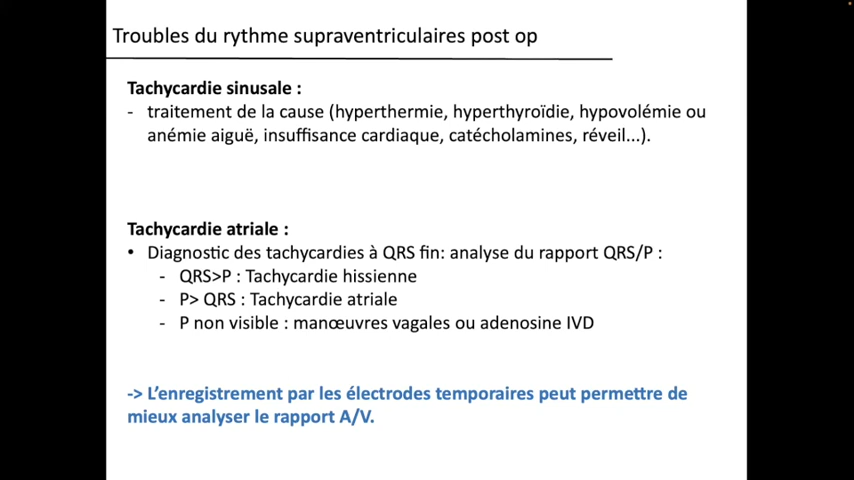 Troubles du rythme supraventriculaires post op
Tachycardie sinusale :
- traitement de la cause (hyperthermie, hyperthyroïdie, hypovolémie ou
anémie aiguë, insuffisance cardiaque, catécholamines, réveil...).
Tachycardie atriale :
• Diagnostic des tachycardies à QRS fin: analyse du rapport QRS/P :
- QRS>P : Tachycardie hissienne
- P> QRS : Tachycardie atriale
- P non visible : manœuvres vagales ou adenosine IVD
-> L’enregistrement par les électrodes temporaires peut permettre de
mieux analyser le rapport A/V.